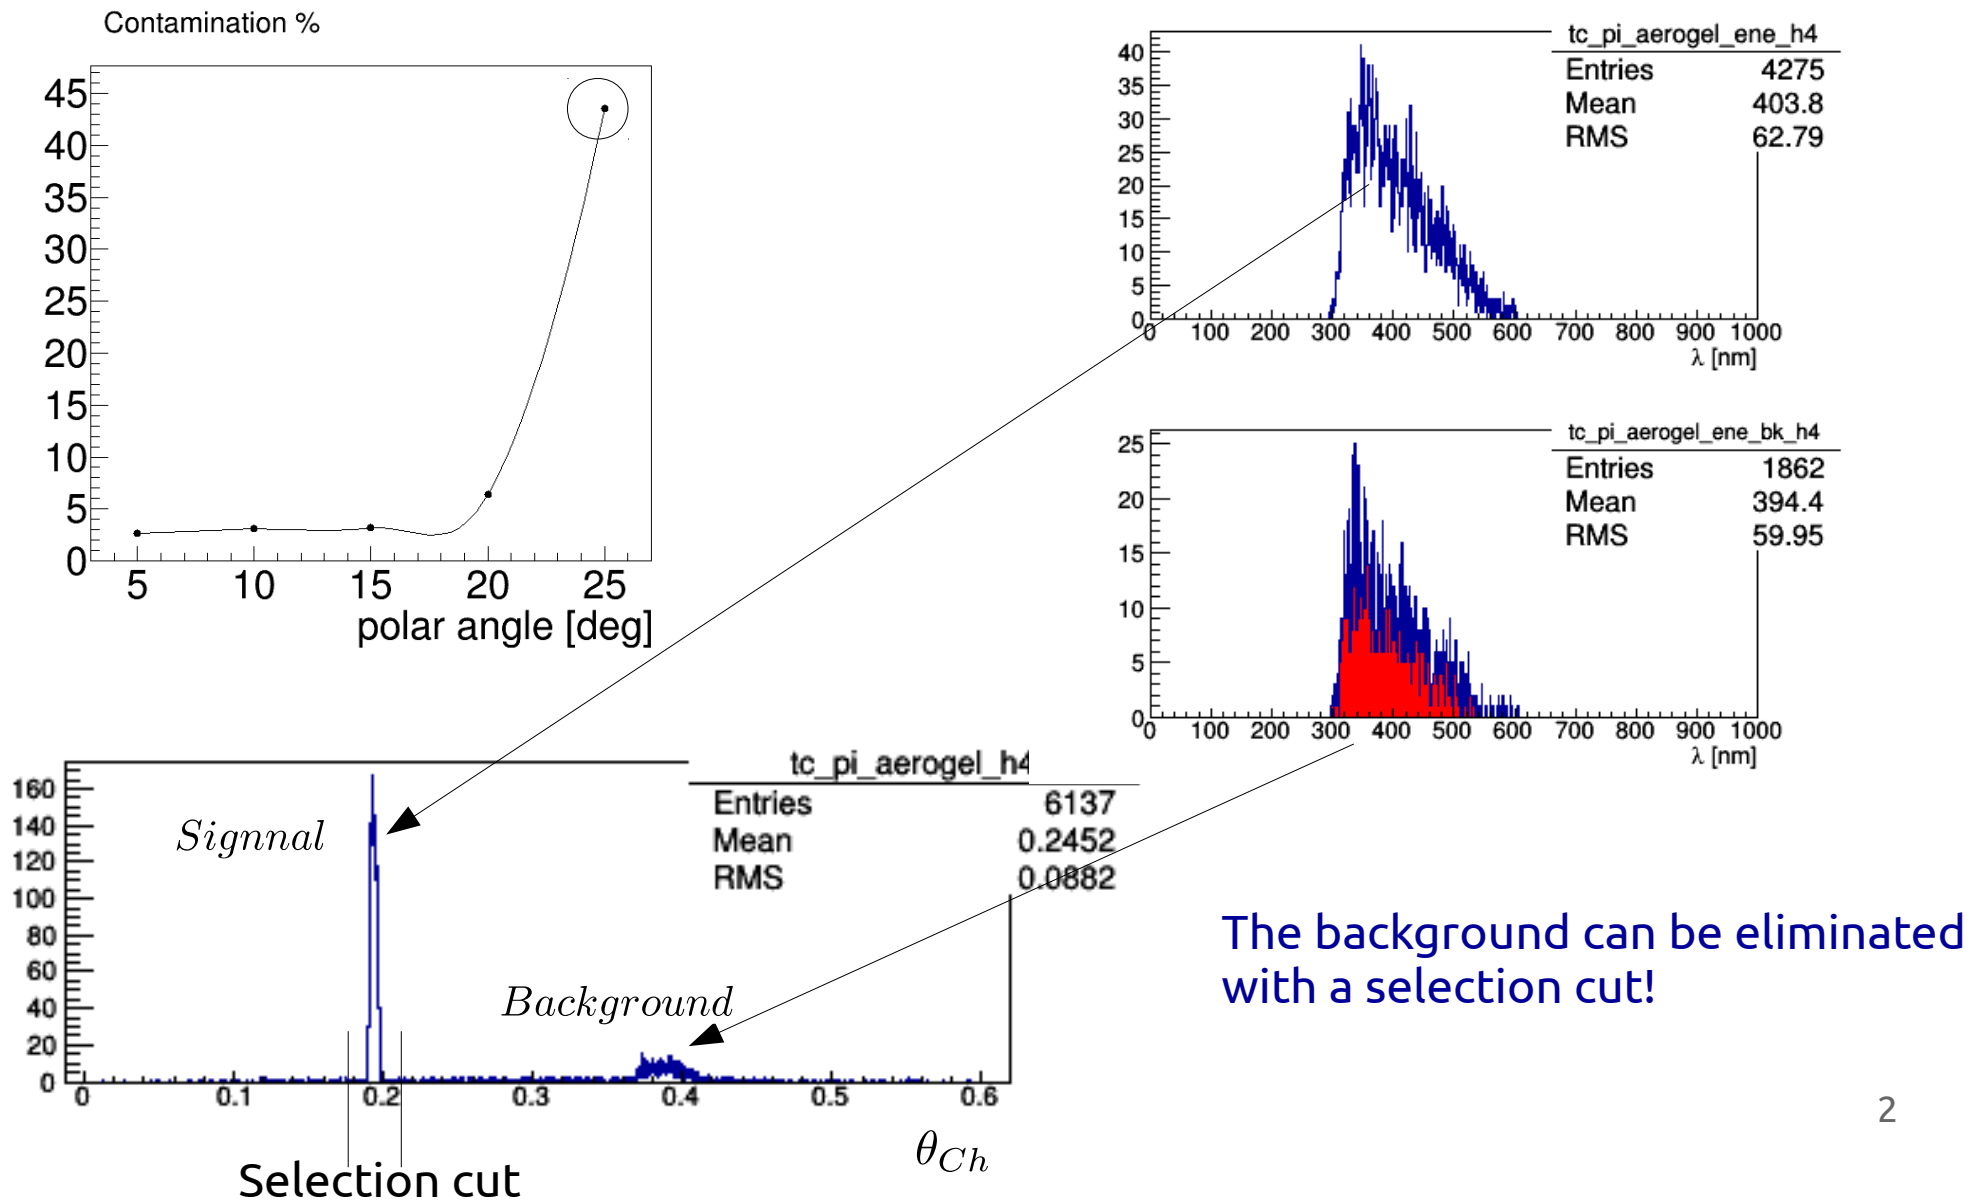 Contamination %
45
40
35
30
25
20
15
10
5
0
5 10 15 20 25
polar angle [deg]
tc_pi_aerogel_ene_h4
Entries 4275
Mean 403.8
RMS 62.79
40
35
30
25
20
15
10
5
0
0 100 200 300 400 500 600 700 800 900 1000
λ [nm]
tc_pi_aerogel_ene_bk_h4
Entries 1862
Mean 394.4
RMS 59.95
25
20
15
10
5
0
0 100 200 300 400 500 600 700 800 900 1000
λ [nm]
tc_pi_aerogel_h4
Entries 6137
Mean 0.2452
RMS 0.0882
160
140
120
100
80
60
40
20
0
Signnal
Background
0 0.1 0.2 0.3 0.4 0.5 0.6
θCh
Selection cut
The background can be eliminated
with a selection cut!
2